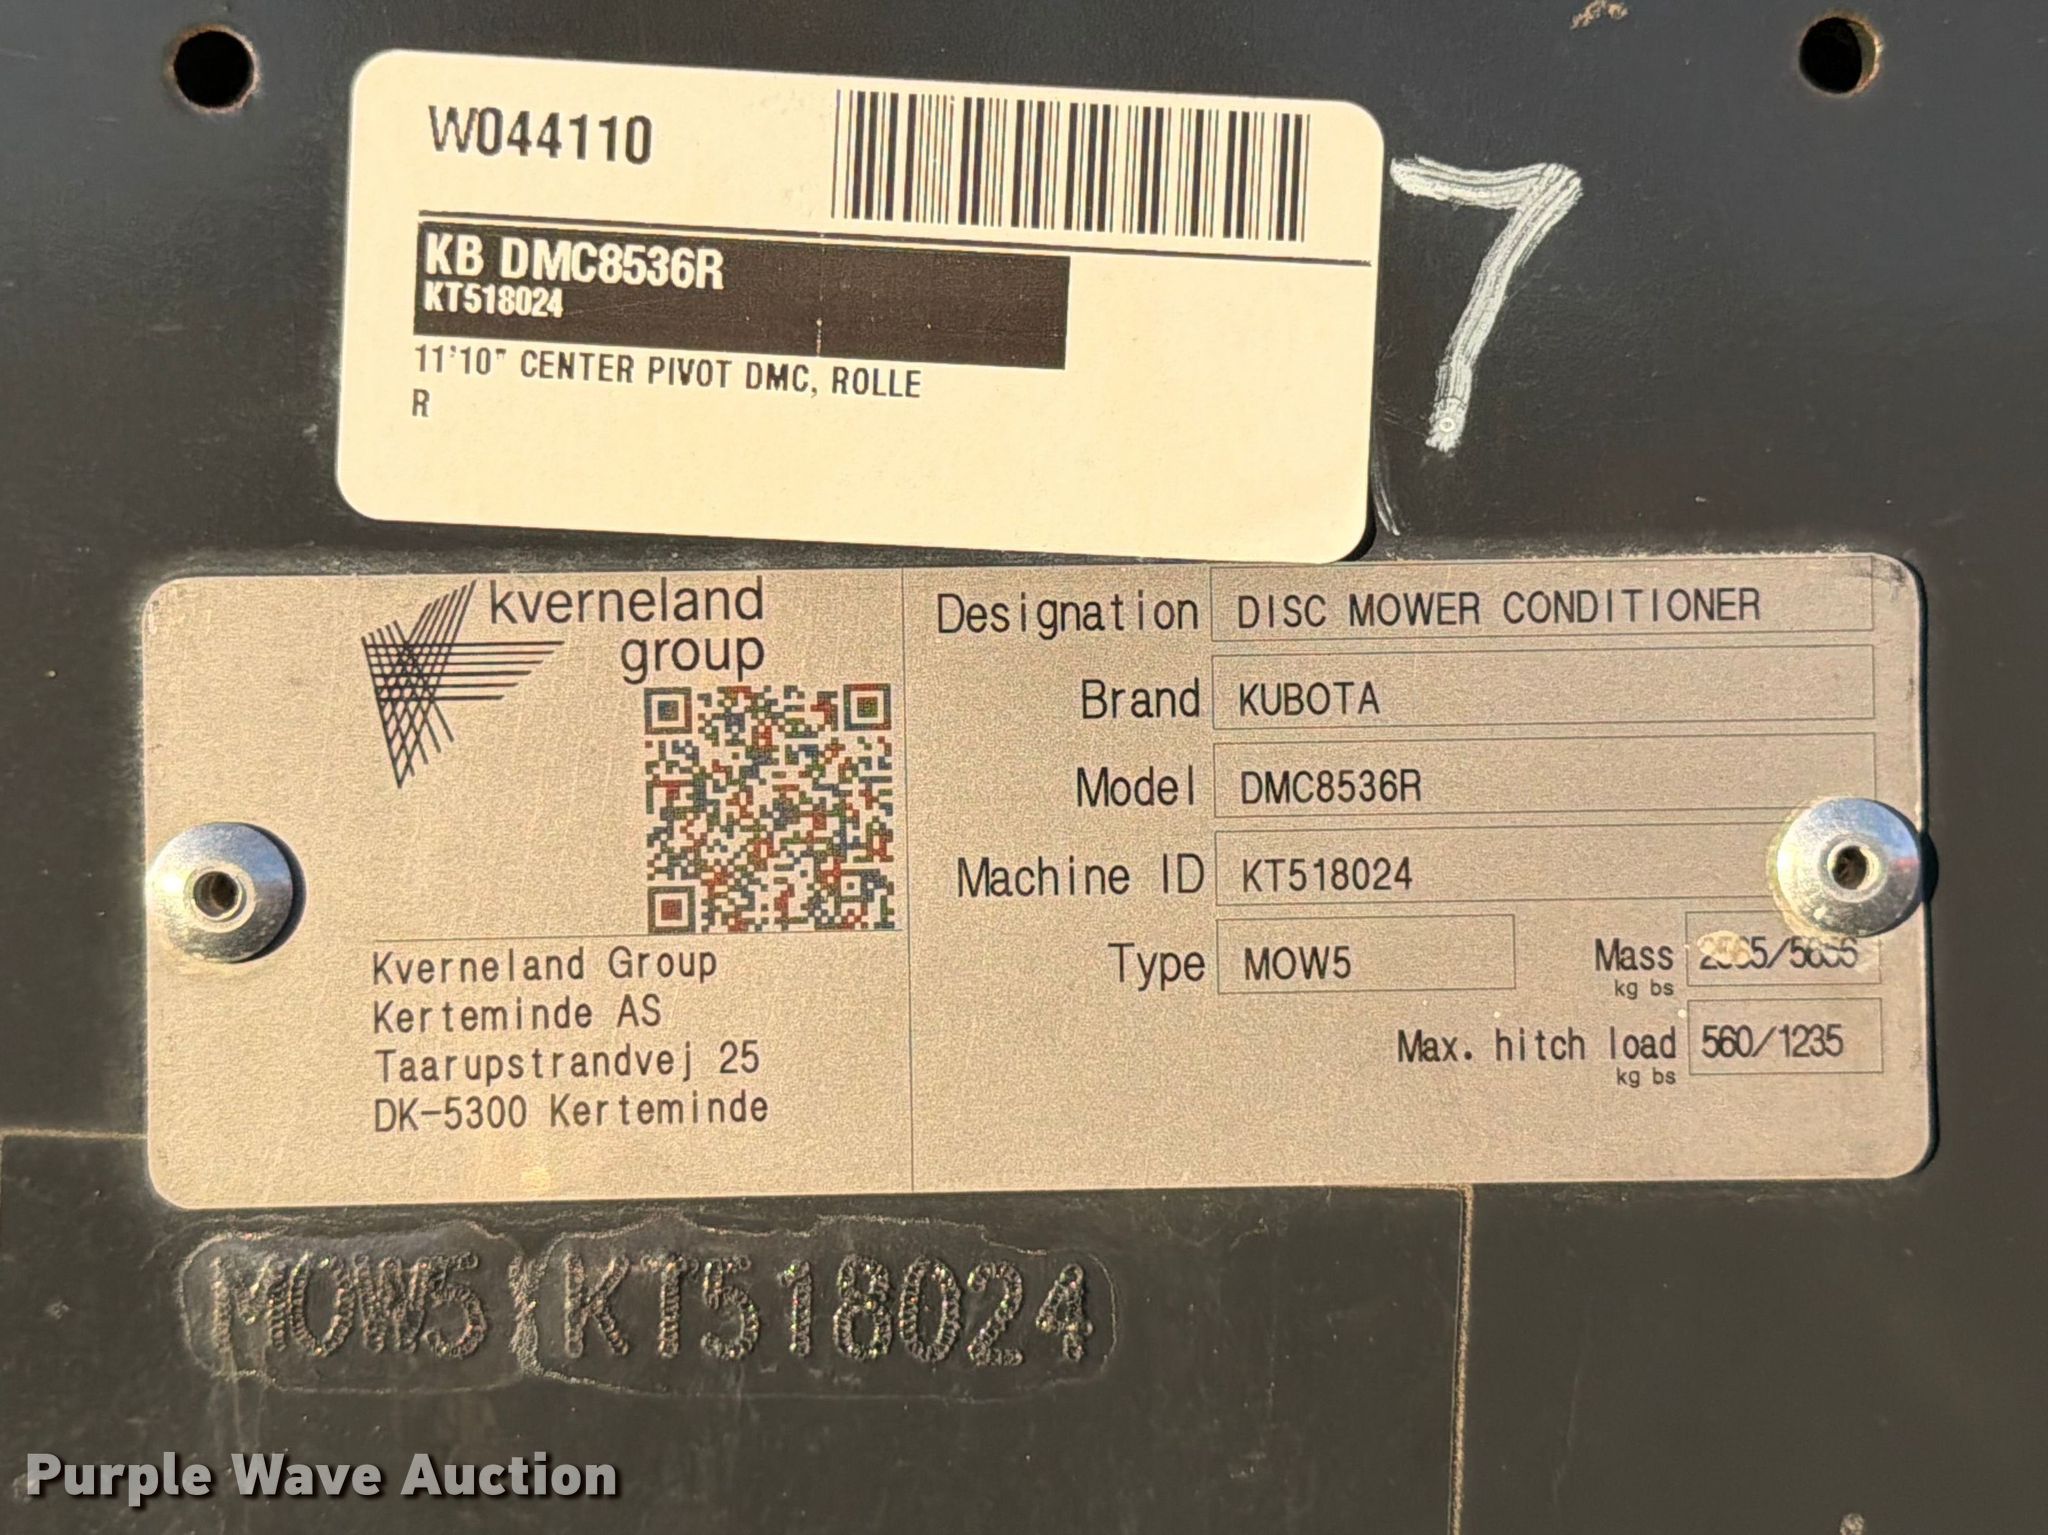 W044110
KB DMC8536R
KT518024
11'10" CENTER PIVOT DMC, ROLLE
R
7
kverneland
group
Designation DISC MOWER CONDITIONER
Brand KUBOTA
Model DMC8536R
Machine ID KT518024
Type MOW5
Mass
kg bs
Max. hitch load 560/1235
kg bs
Kverneland Group
Kerteminde AS
Taarupstrandvej 25
DK-5300 Kerteminde
MOW5 KT518024
Purple Wave Auction